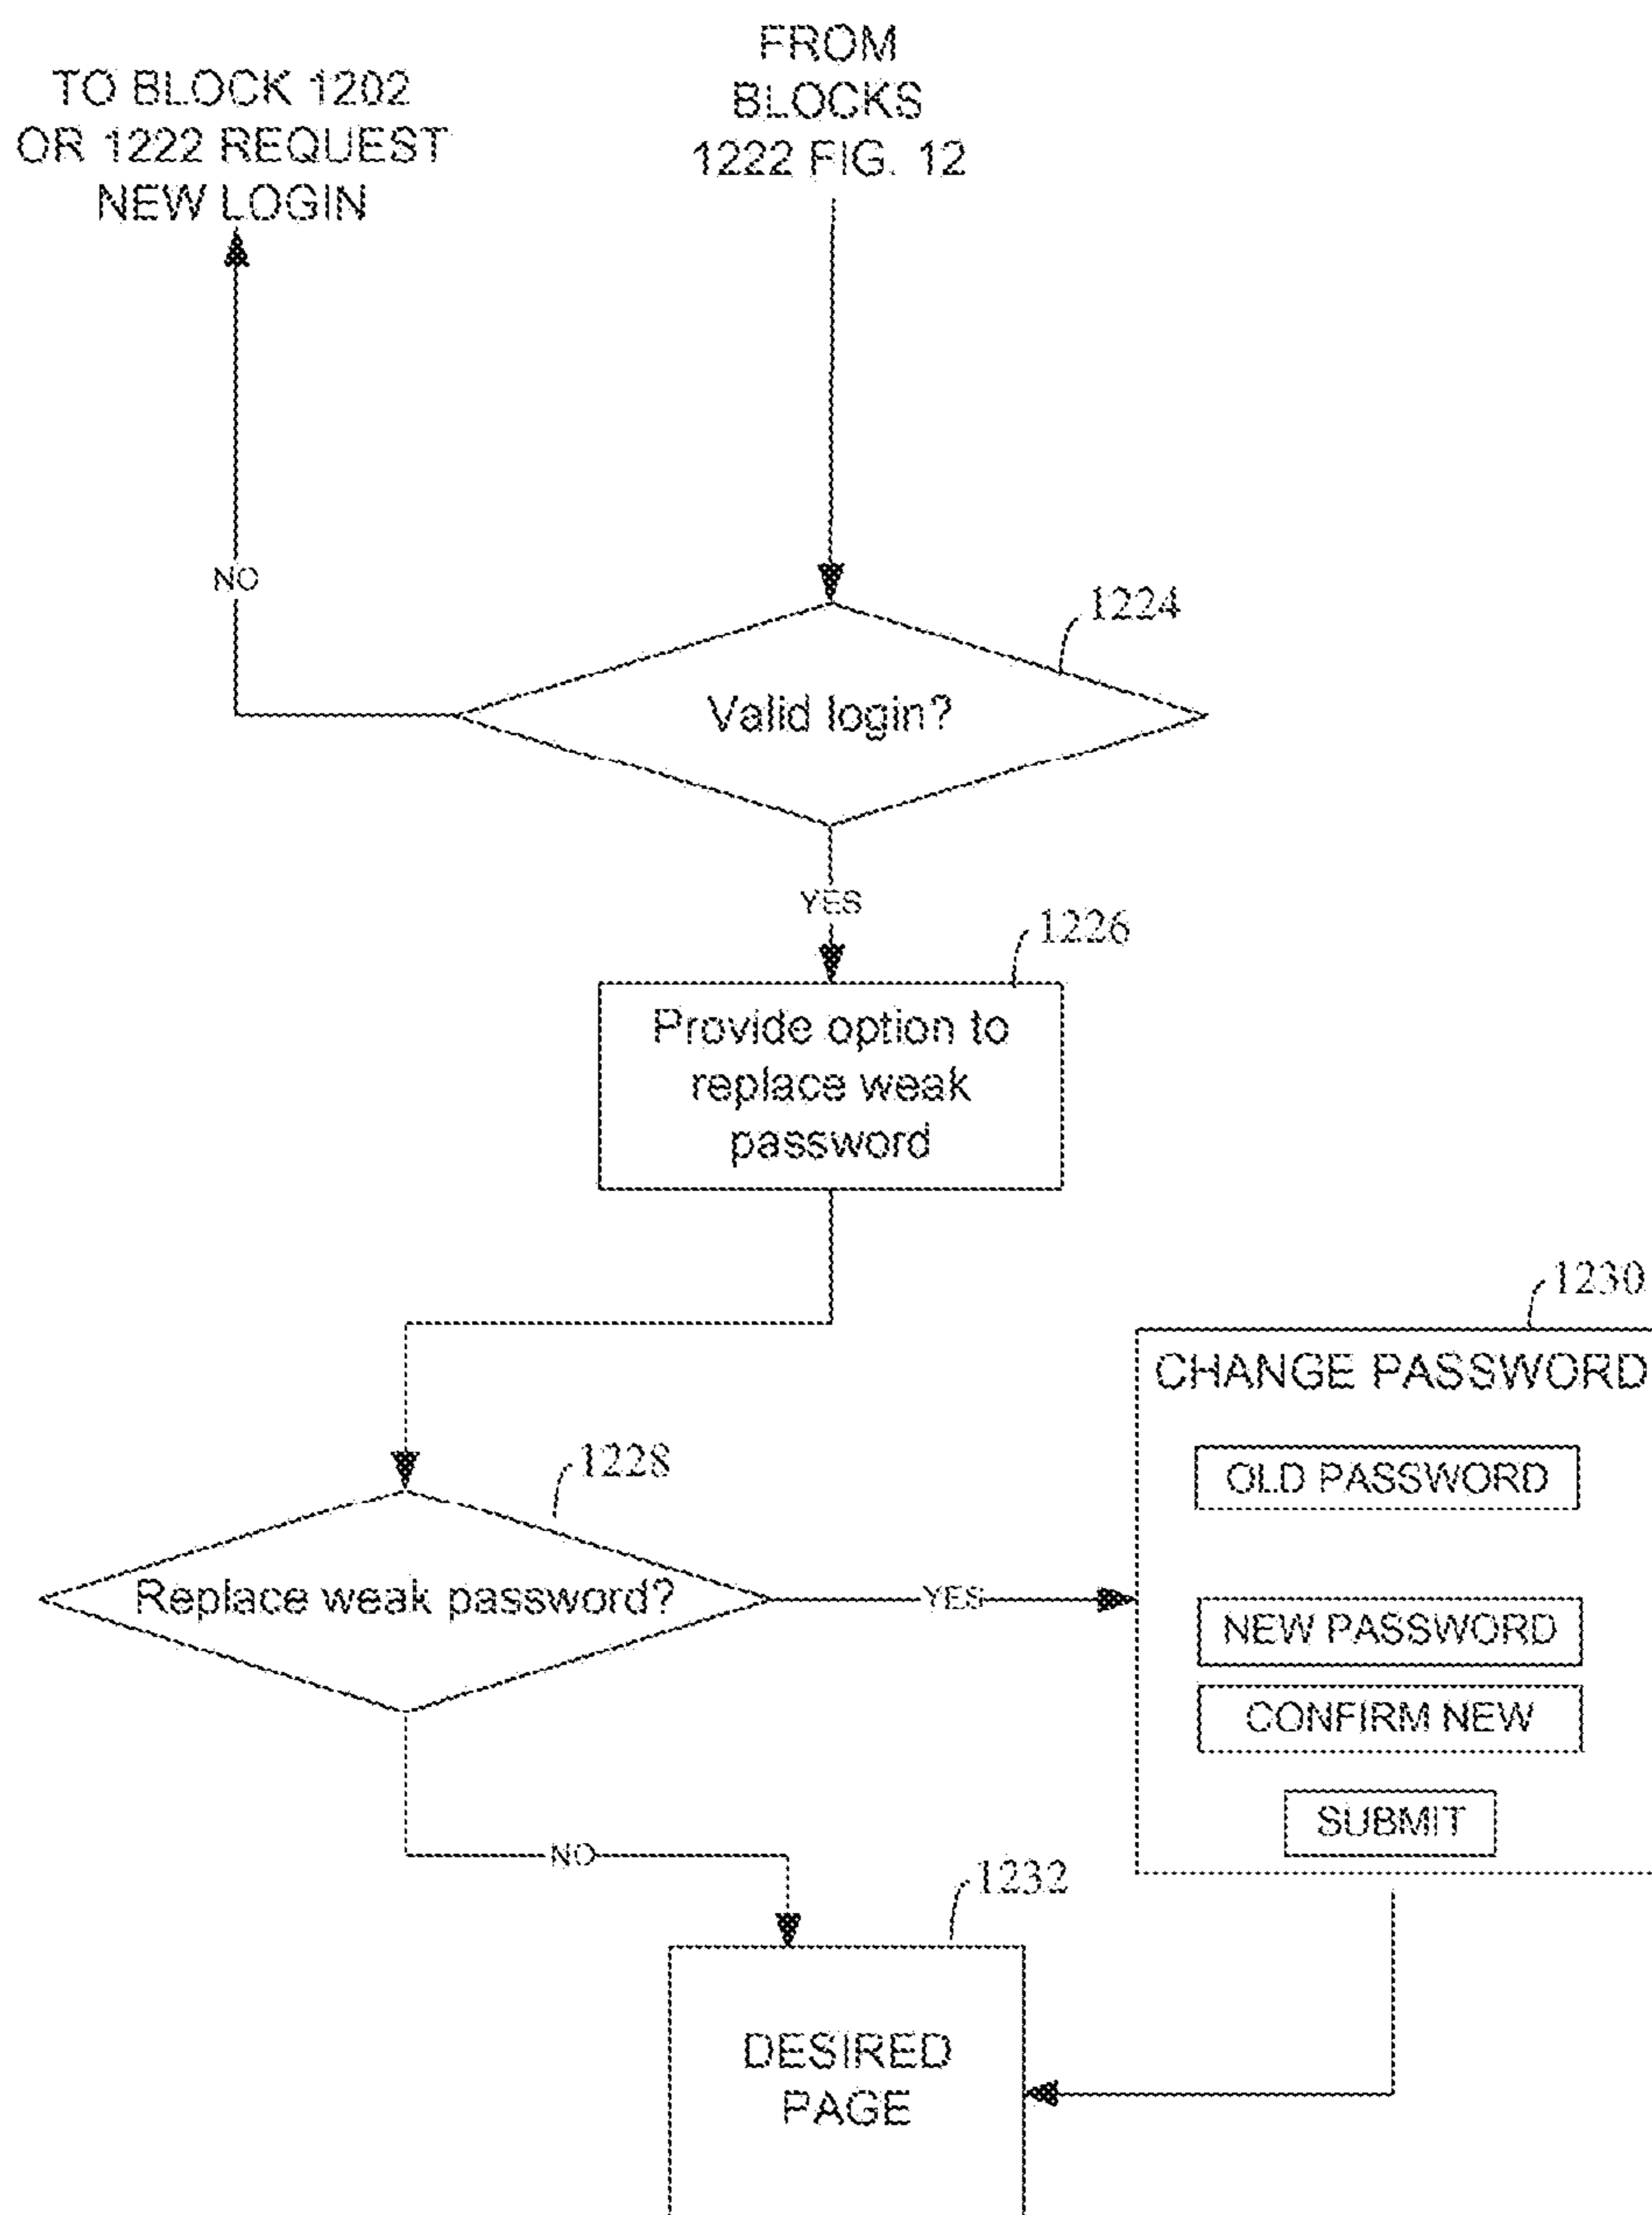 TO BLOCK 1202
OR 1222 REQUEST
NEW LOGIN
FROM
BLOCKS
1222 FIG. 12
NO
1224
Valid login?
YES
1226
Provide option to
replace weak
password
1230
CHANGE PASSWORD
OLD PASSWORD
1228
Replace weak password?
YES
NEW PASSWORD
CONFIRM NEW
SUBMIT
NO
1232
DESIRED
PAGE